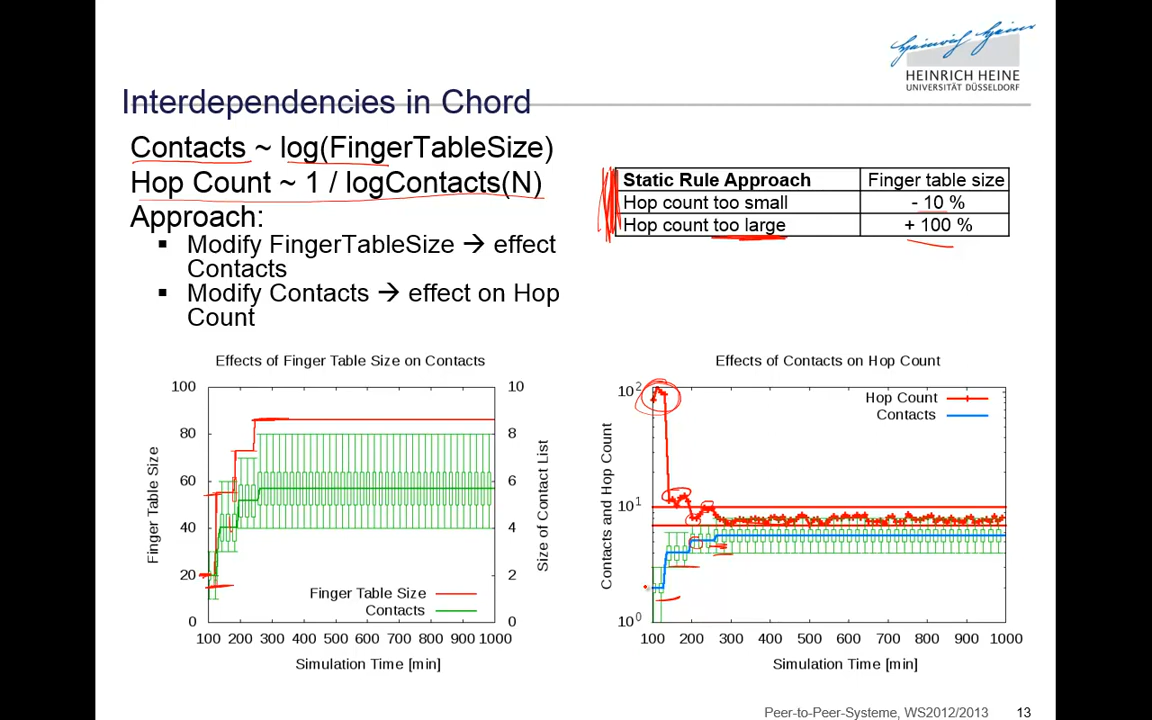 Heinrich Heine
HEINRICH HEINE
UNIVERSITÄT DÜSSELDORF
Interdependencies in Chord
Contacts ~ log(FingerTableSize)
Hop Count ~ 1 / logContacts(N)
Approach:
▪ Modify FingerTableSize → effect
Contacts
▪ Modify Contacts → effect on Hop
Count
Static Rule Approach Finger table size
Hop count too small - 10 %
Hop count too large + 100 %
Effects of Finger Table Size on Contacts
100 10
80 8
60 6
40 4
20 2
0 0
Finger Table Size
Size of Contact List
Finger Table Size
Contacts
100 200 300 400 500 600 700 800 900 1000
Simulation Time [min]
Effects of Contacts on Hop Count
10²
10¹
10⁰
Contacts and Hop Count
Hop Count
Contacts
100 200 300 400 500 600 700 800 900 1000
Simulation Time [min]
Peer-to-Peer-Systeme, WS2012/2013 13